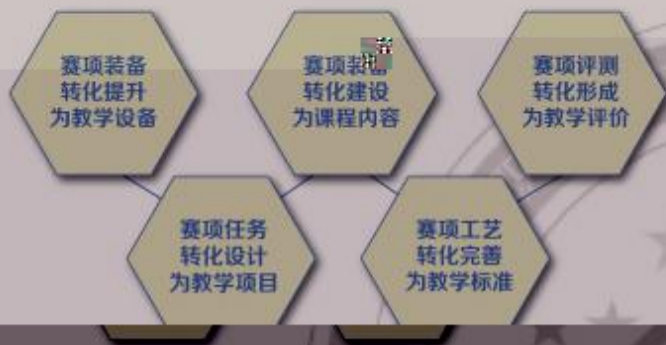 赛项装备
转化提升
为教学设备
赛项装
转化建设
为课程内容
赛项评测
转化形成
为教学评价
赛项任务
转化设计
为教学项目
赛项工艺
转化完善
为教学标准